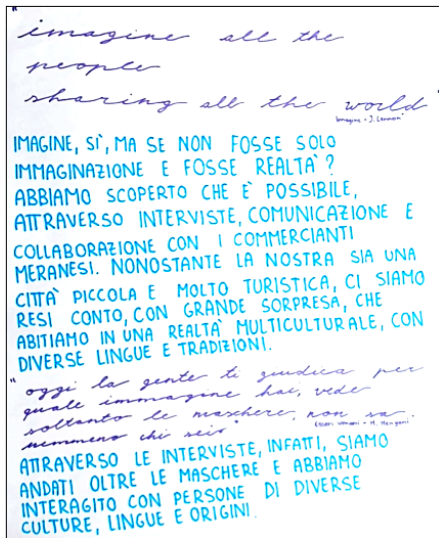 "imagine all the
people
sharing all the world"
Imagine - J. Lennon
IMAGINE, SÌ, MA SE NON FOSSE SOLO
IMMAGINAZIONE E FOSSE REALTÀ?
ABBIAMO SCOPERTO CHE È POSSIBILE,
ATTRAVERSO INTERVISTE, COMUNICAZIONE E
COLLABORAZIONE CON I COMMERCIANTI
MERANESI. NONOSTANTE LA NOSTRA SIA UNA
CITTÀ PICCOLA E MOLTO TURISTICA, CI SIAMO
RESI CONTO, CON GRANDE SORPRESA, CHE
ABITIAMO IN UNA REALTÀ MULTICULTURALE, CON
DIVERSE LINGUE E TRADIZIONI.
"oggi la gente ti giudica per
quale immagine hai, vede
soltanto le maschere, non sa
nemmeno chi sei"
Esseri umani - M. Mengoni
ATTRAVERSO LE INTERVISTE, INFATTI, SIAMO
ANDATI OLTRE LE MASCHERE E ABBIAMO
INTERAGITO CON PERSONE DI DIVERSE
CULTURE, LINGUE E ORIGINI.